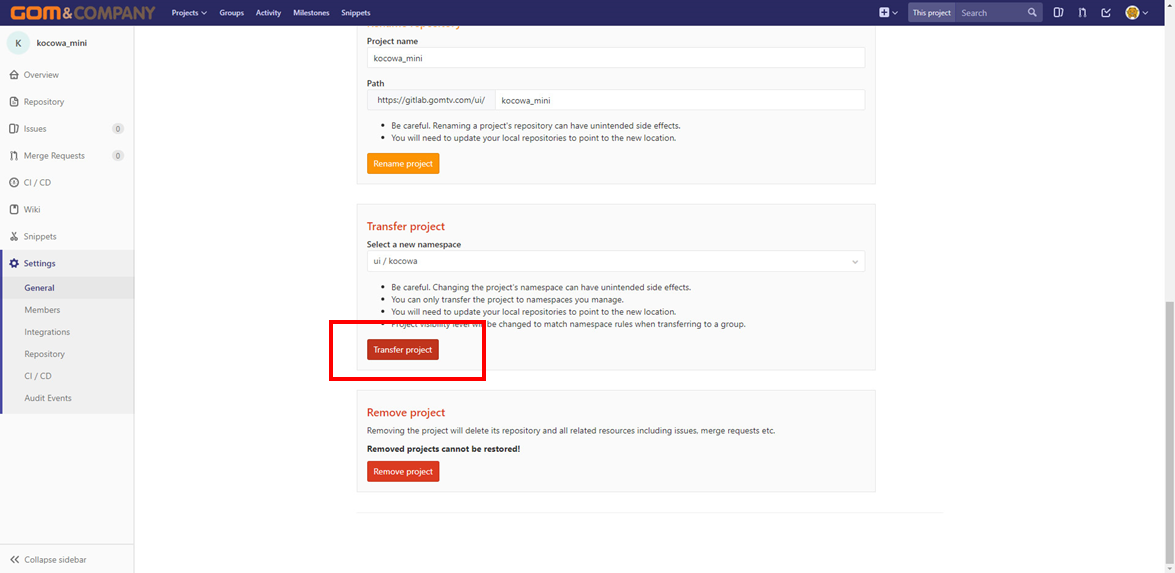 GOM&COMPANY Projects Groups Activity Milestones Snippets This project Search
K kocowa_mini
Overview
Repository
Issues 0
Merge Requests 0
CI / CD
Wiki
Snippets
Settings
General
Members
Integrations
Repository
CI / CD
Audit Events
Collapse sidebar
Project name
kocowa_mini
Path
https://gitlab.gomtv.com/ui/ kocowa_mini
Be careful. Renaming a project's repository can have unintended side effects.
You will need to update your local repositories to point to the new location.
Rename project
Transfer project
Select a new namespace
ui / kocowa
Be careful. Changing the project's namespace can have unintended side effects.
You can only transfer the project to namespaces you manage.
You will need to update your local repositories to point to the new location.
Project visibility level will be changed to match namespace rules when transferring to a group.
Transfer project
Remove project
Removing the project will delete its repository and all related resources including issues, merge requests etc.
Removed projects cannot be restored!
Remove project